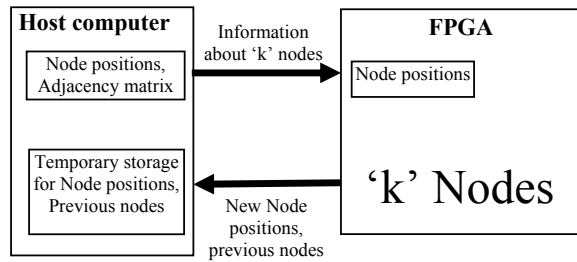 Host computer
Node positions,
Adjacency matrix
Temporary storage
for Node positions,
Previous nodes
Information
about ‘k’ nodes
New Node
positions,
previous nodes
FPGA
Node positions
‘k’ Nodes